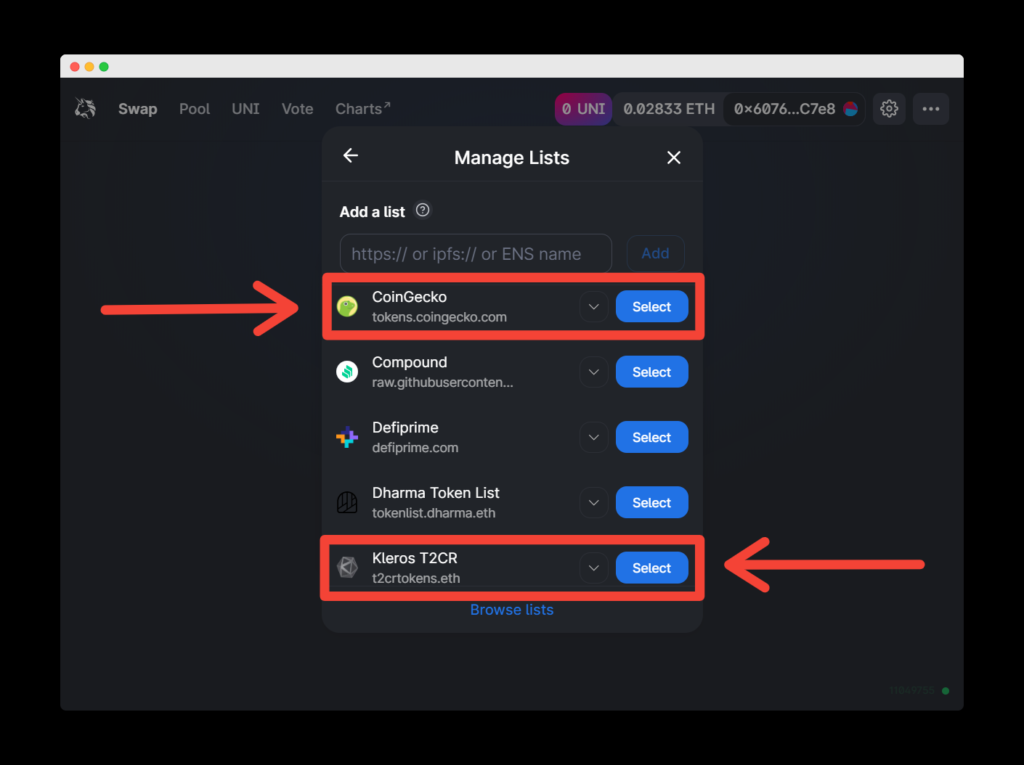 Swap Pool UNI Vote Charts↗ 0 UNI 0.02833 ETH 0×6076...C7e8
Manage Lists
Add a list
https:// or ipfs:// or ENS name Add
CoinGecko
tokens.coingecko.com
Select
Compound
raw.githubuserconten...
Select
Defiprime
defiprime.com
Select
Dharma Token List
tokenlist.dharma.eth
Select
Kleros T2CR
t2crtokens.eth
Select
Browse lists